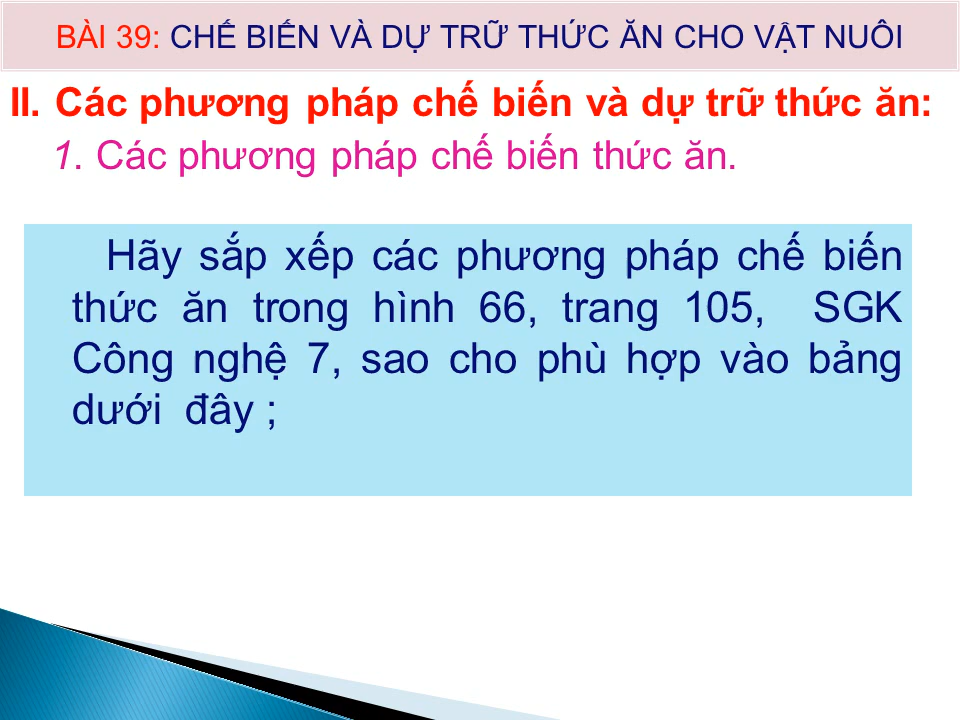 BÀI 39: CHẾ BIẾN VÀ DỰ TRỮ THỨC ĂN CHO VẬT NUÔI
II. Các phương pháp chế biến và dự trữ thức ăn:
1. Các phương pháp chế biến thức ăn.
Hãy sắp xếp các phương pháp chế biến
thức ăn trong hình 66, trang 105, SGK
Công nghệ 7, sao cho phù hợp vào bảng
dưới đây ;